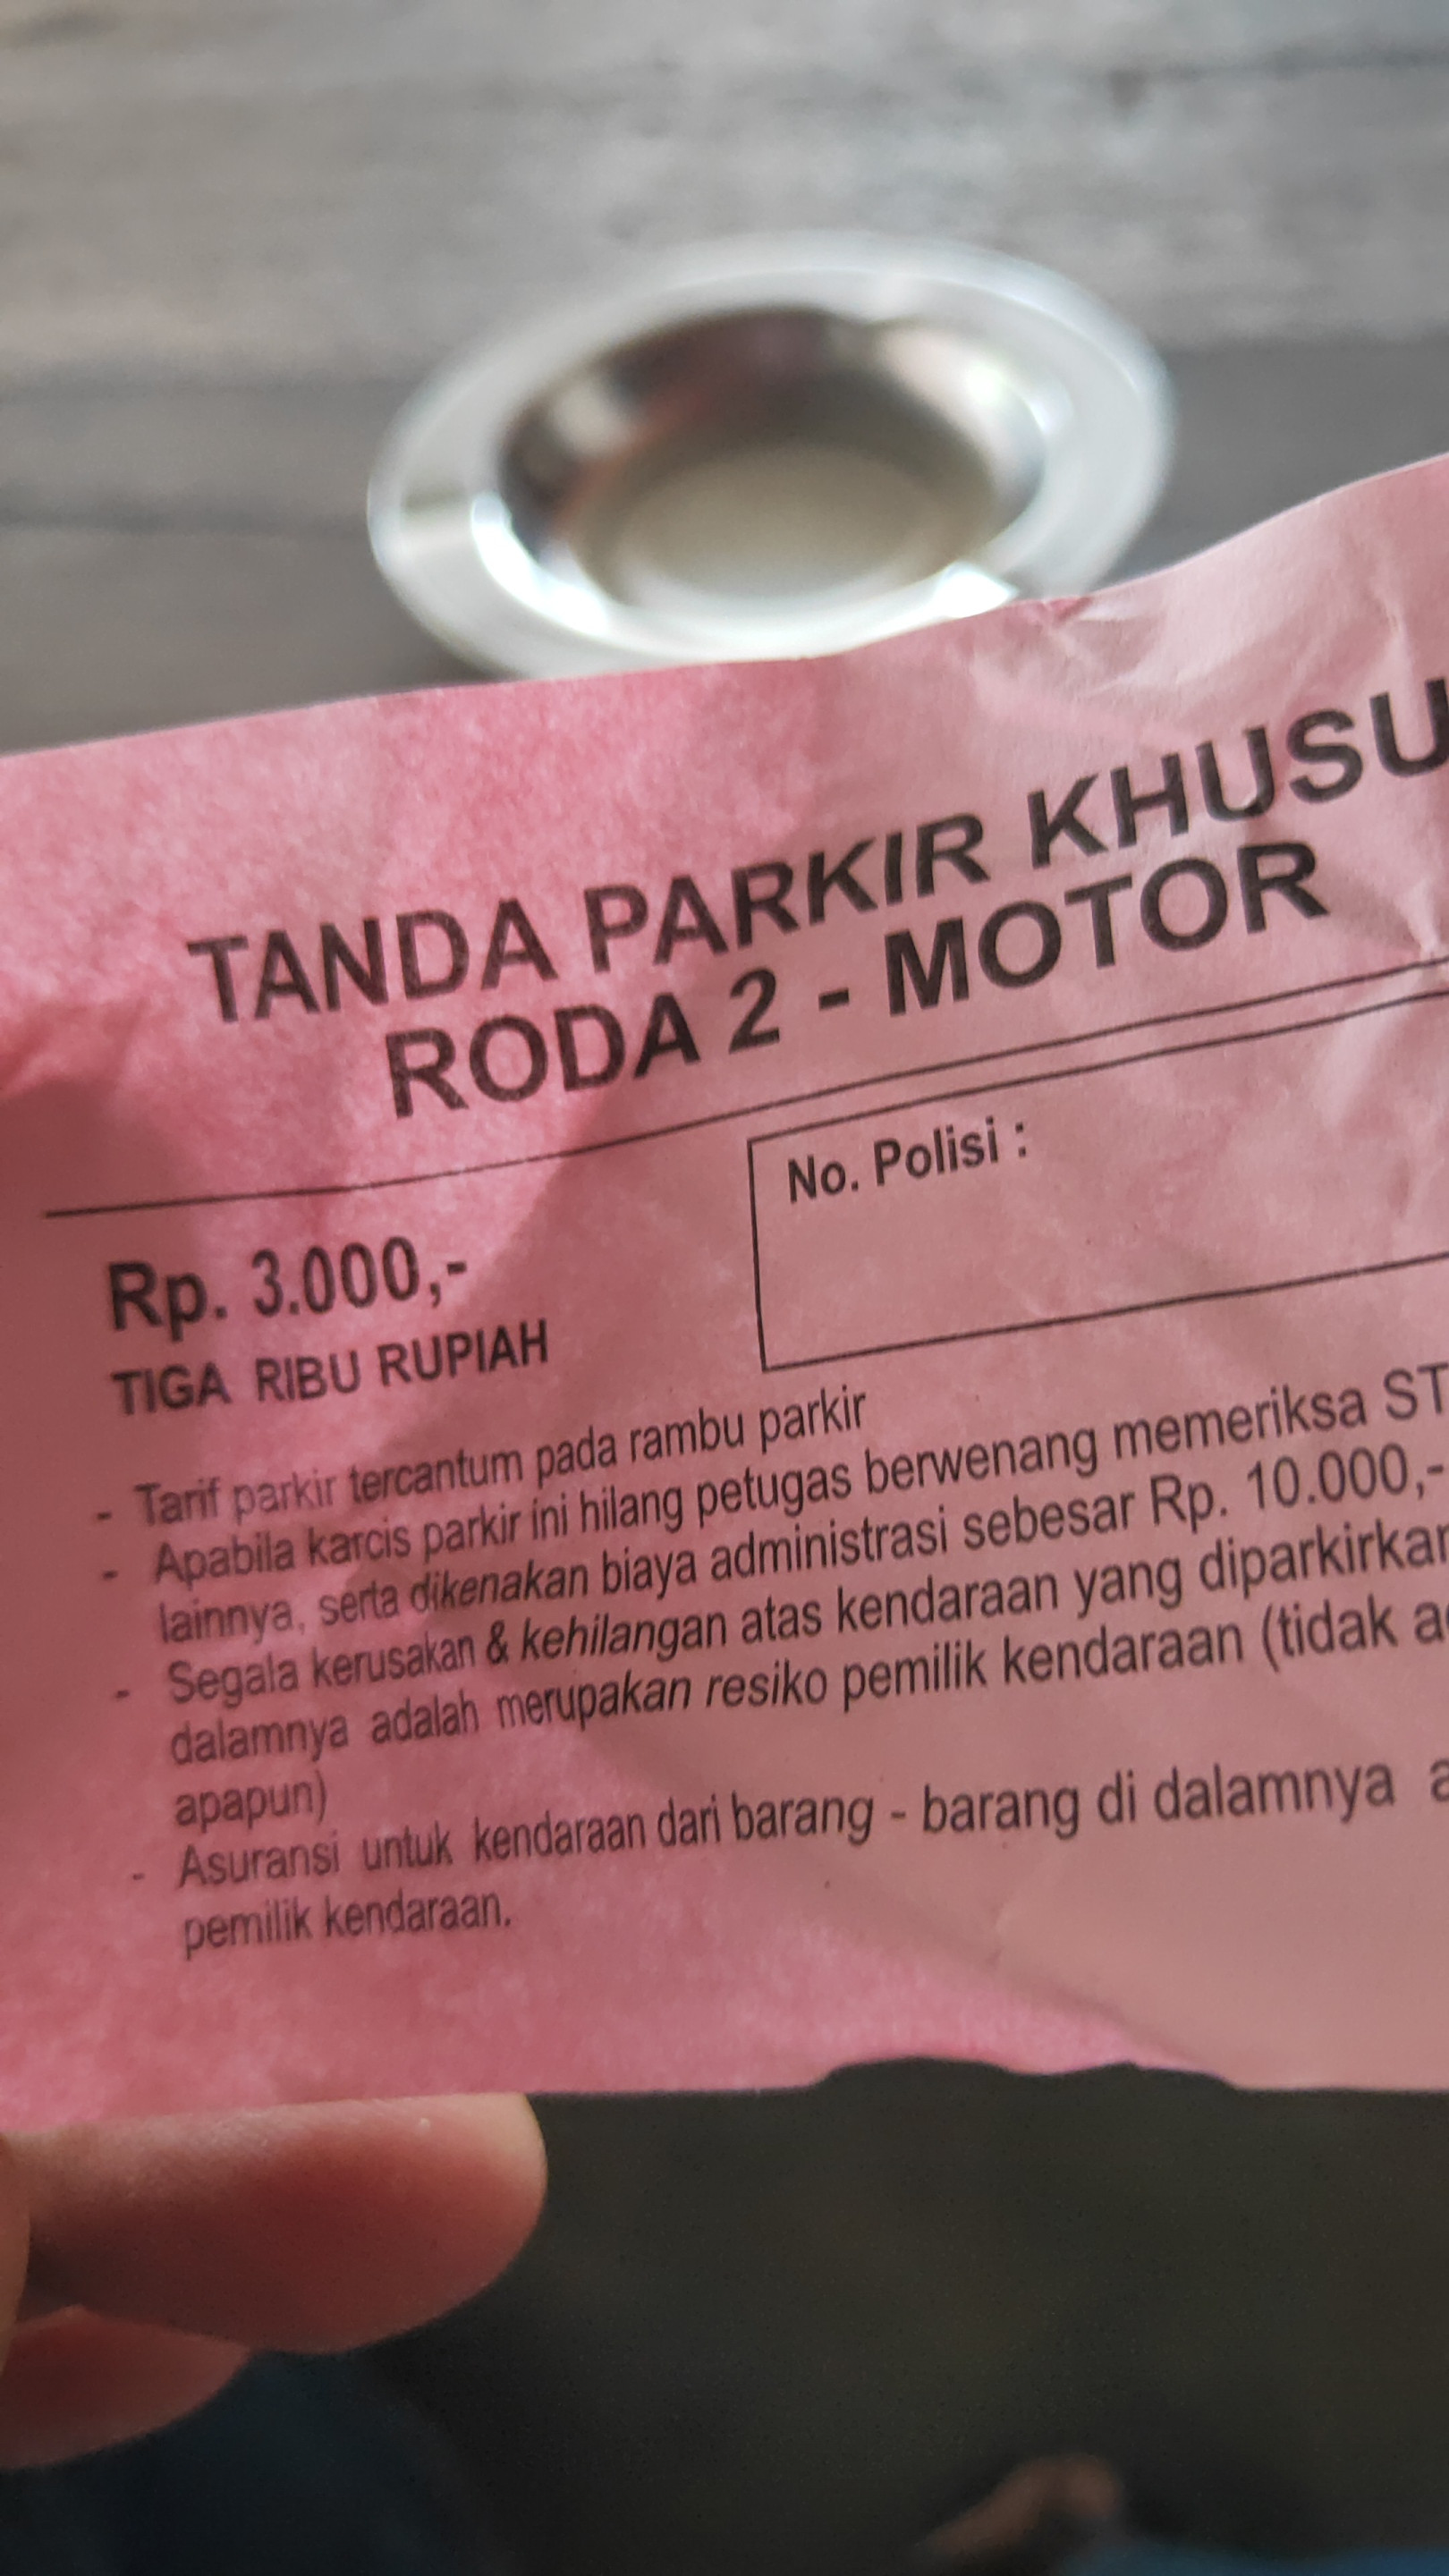 TANDA PARKIR KHUSU
RODA 2 - MOTOR
Rp. 3.000,-
TIGA RIBU RUPIAH
No. Polisi :
- Tarif parkir tercantum pada rambu parkir
- Apabila karcis parkir ini hilang petugas berwenang memeriksa ST
lainnya, serta dikenakan biaya administrasi sebesar Rp. 10.000,-
- Segala kerusakan & kehilangan atas kendaraan yang diparkirkan
dalamnya adalah merupakan resiko pemilik kendaraan (tidak a
apapun)
- Asuransi untuk kendaraan dari barang - barang di dalamnya a
pemilik kendaraan.